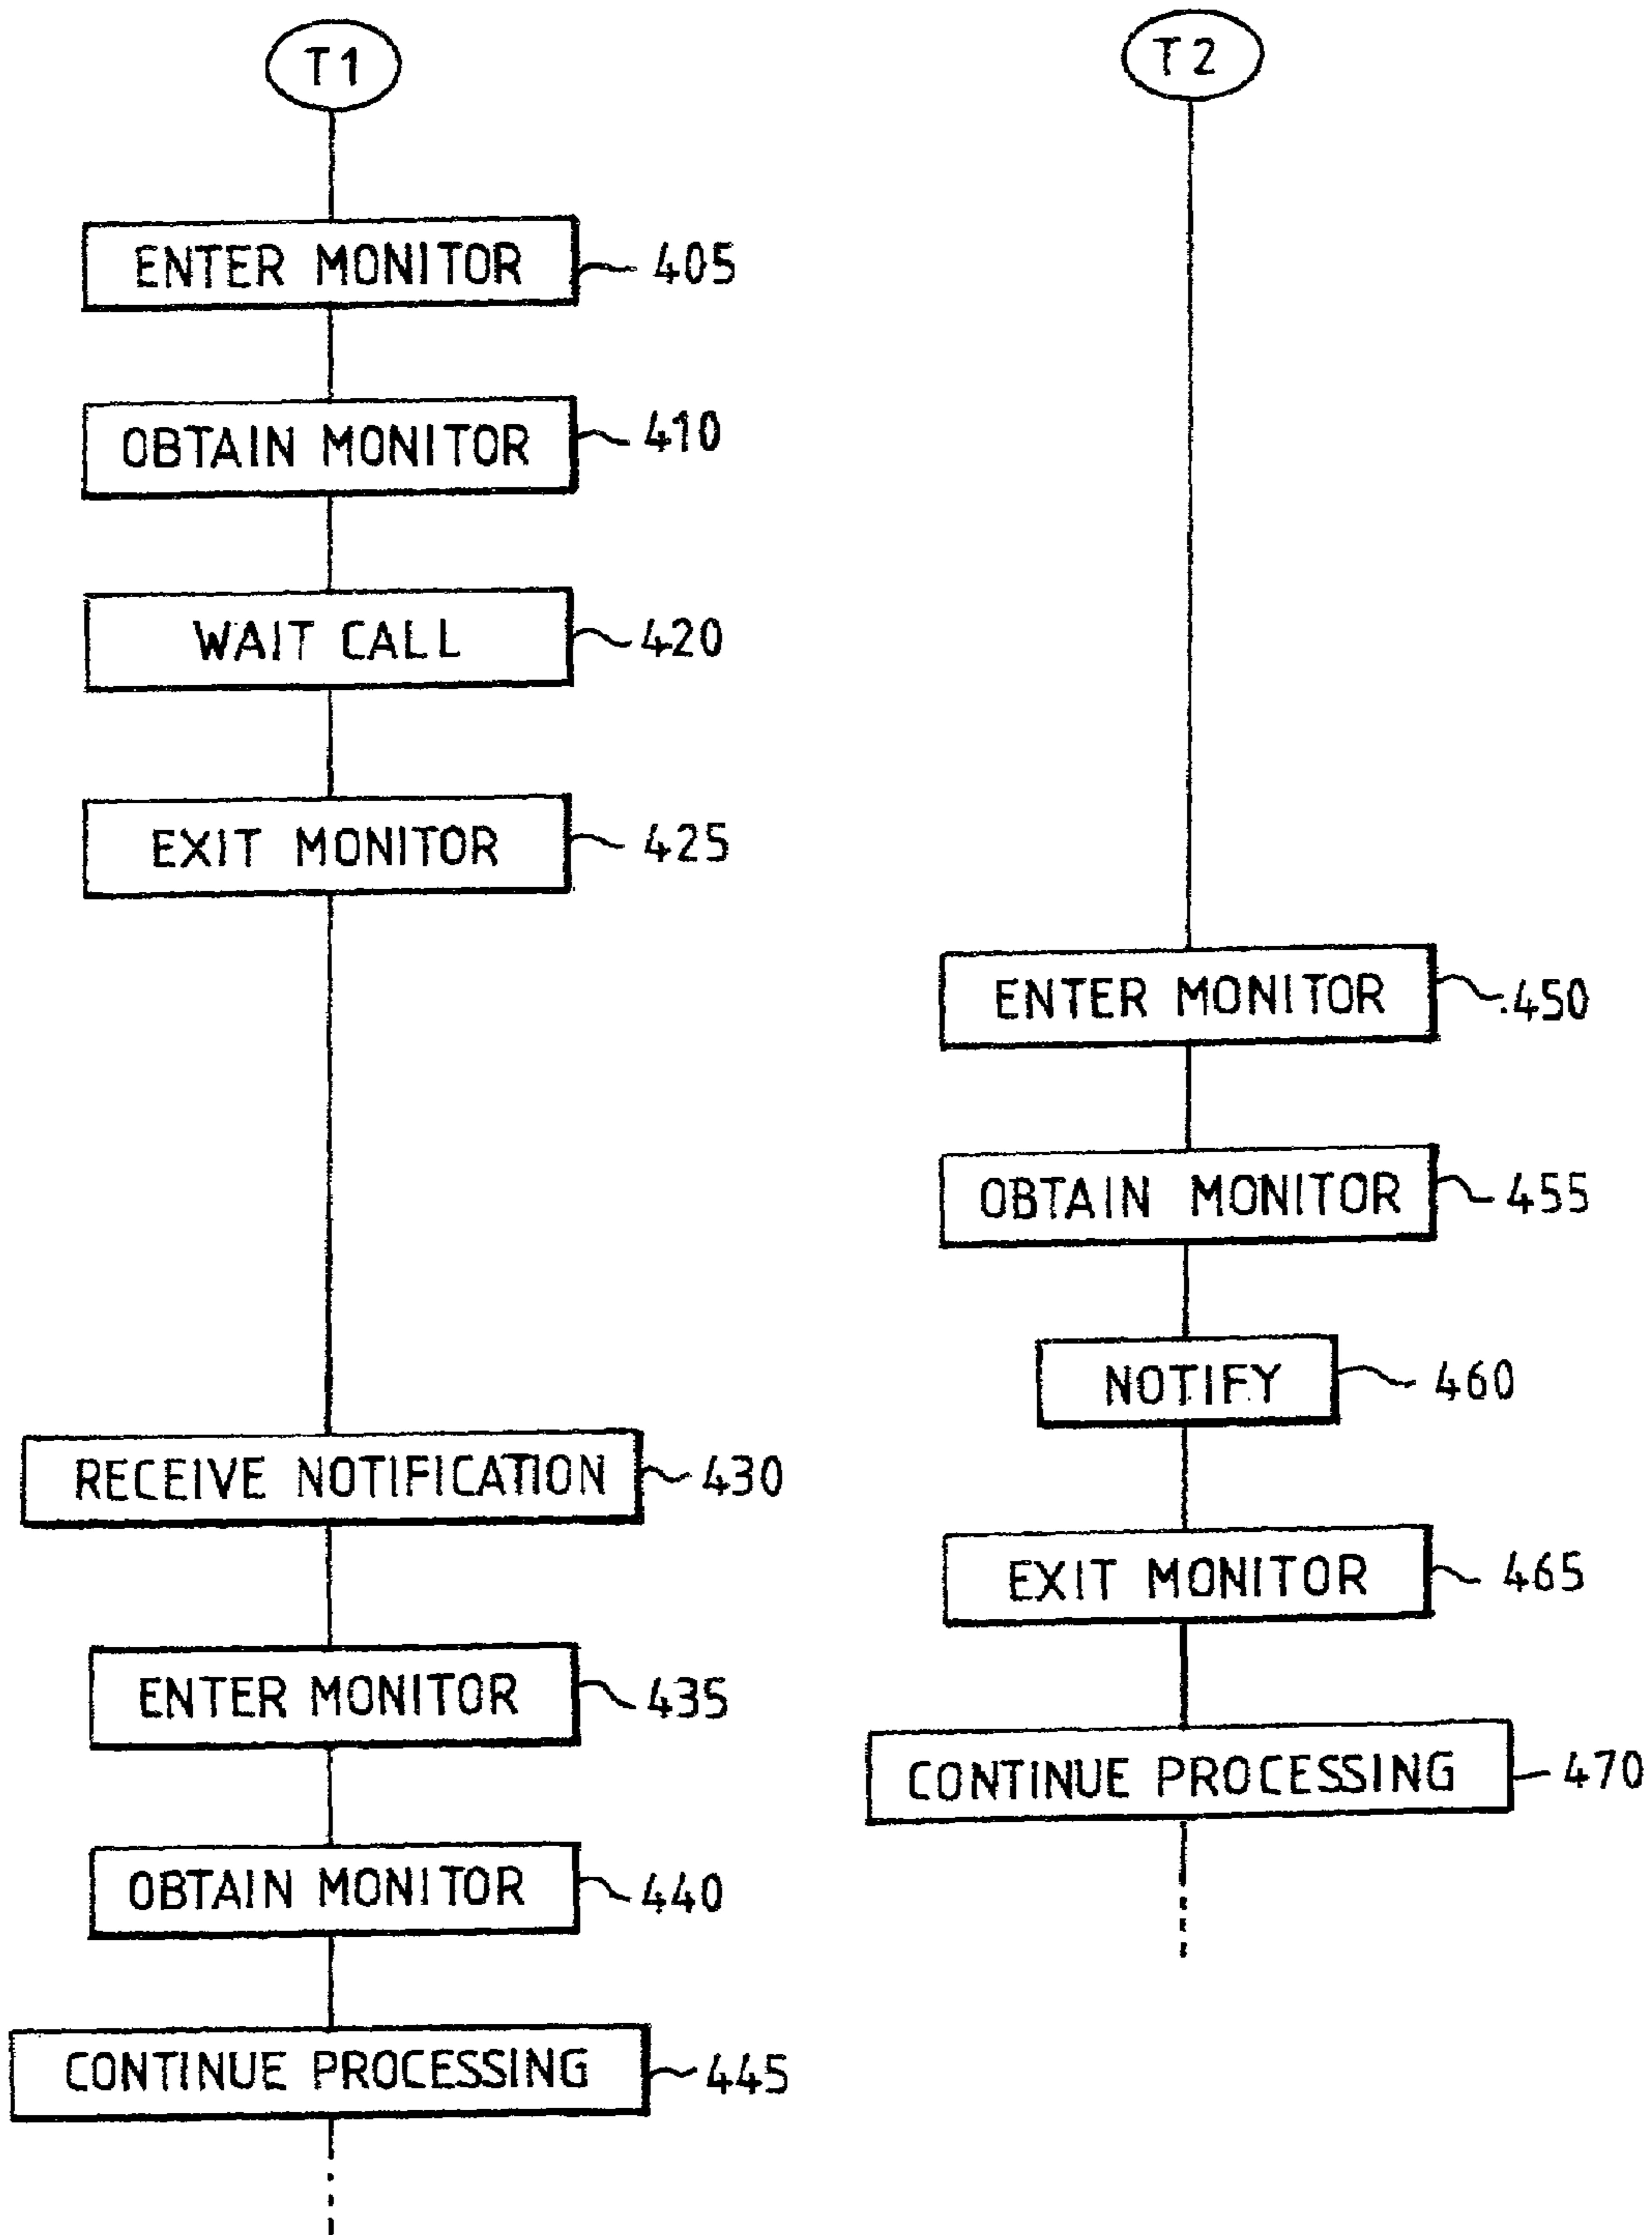 T1
ENTER MONITOR 405
OBTAIN MONITOR 410
WAIT CALL 420
EXIT MONITOR 425
RECEIVE NOTIFICATION 430
ENTER MONITOR 435
OBTAIN MONITOR 440
CONTINUE PROCESSING 445
T2
ENTER MONITOR 450
OBTAIN MONITOR 455
NOTIFY 460
EXIT MONITOR 465
CONTINUE PROCESSING 470